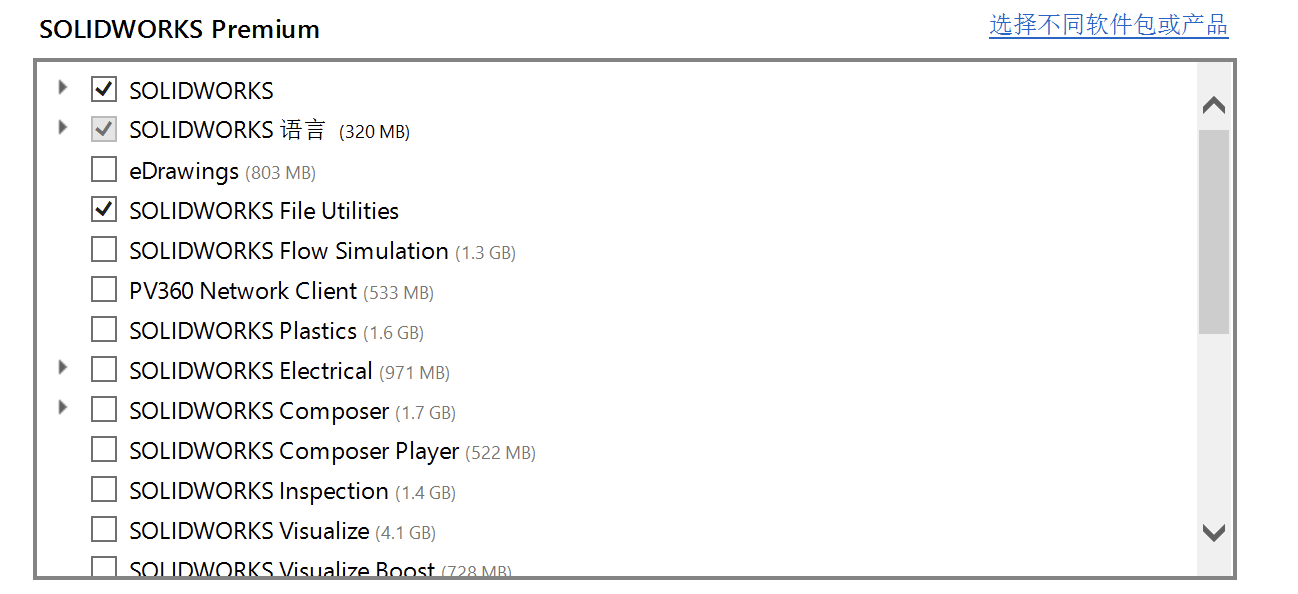 SOLIDWORKS Premium 选择不同软件包或产品
SOLIDWORKS
SOLIDWORKS 语言 (320 MB)
eDrawings (803 MB)
SOLIDWORKS File Utilities
SOLIDWORKS Flow Simulation (1.3 GB)
PV360 Network Client (533 MB)
SOLIDWORKS Plastics (1.6 GB)
SOLIDWORKS Electrical (971 MB)
SOLIDWORKS Composer (1.7 GB)
SOLIDWORKS Composer Player (522 MB)
SOLIDWORKS Inspection (1.4 GB)
SOLIDWORKS Visualize (4.1 GB)
SOLIDWORKS Visualize Boost (728 MB)